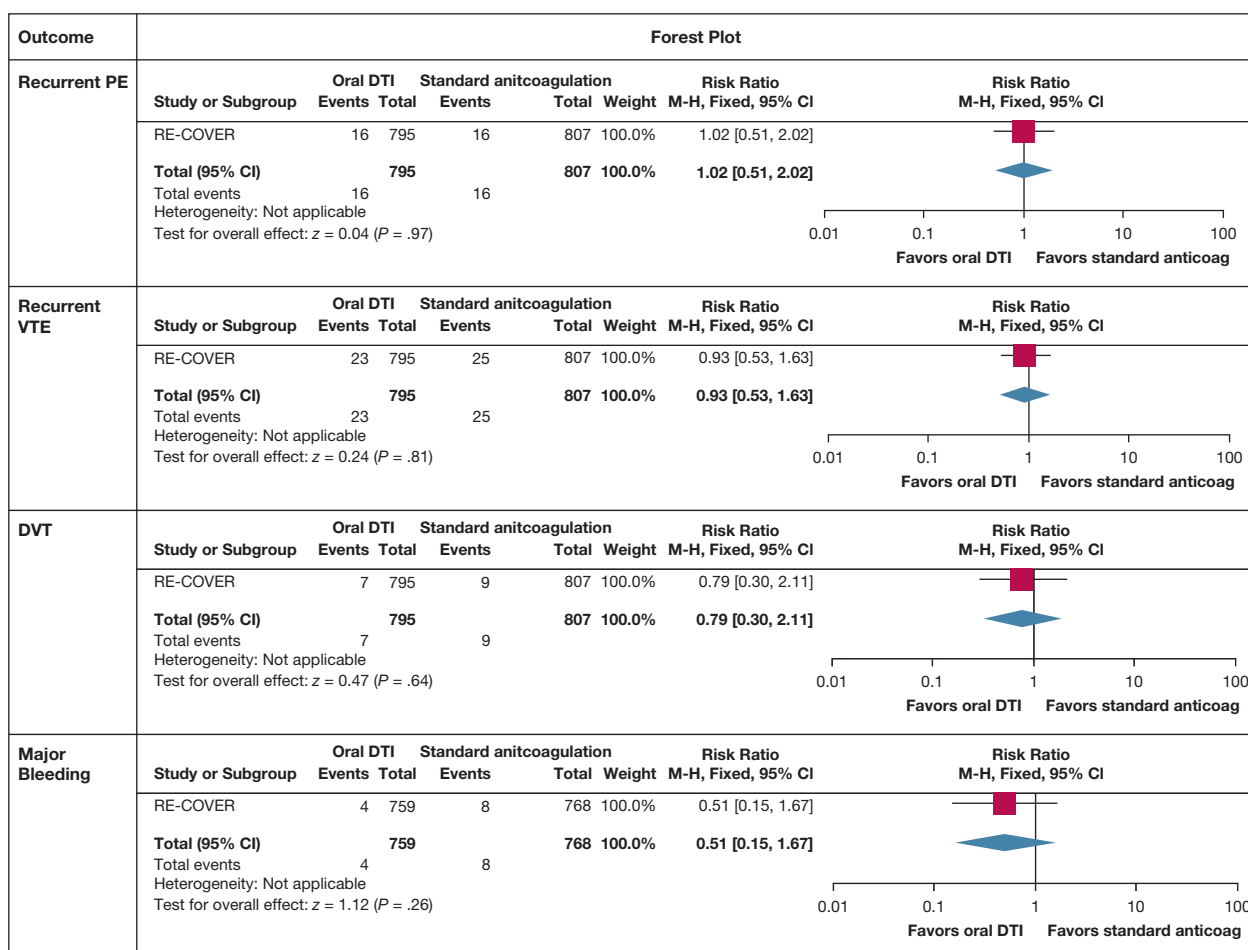 Outcome Forest Plot
Recurrent PE
Oral DTI Standard anitcoagulation Risk Ratio Risk Ratio
Study or Subgroup Events Total Events Total Weight M-H, Fixed, 95% CI M-H, Fixed, 95% CI
RE-COVER 16 795 16 807 100.0% 1.02 [0.51, 2.02]
Total (95% CI) 795 807 100.0% 1.02 [0.51, 2.02]
Total events 16 16
Heterogeneity: Not applicable
Test for overall effect: z = 0.04 (P = .97)
0.01 0.1 1 10 100
Favors oral DTI Favors standard anticoag
Recurrent
VTE
Oral DTI Standard anitcoagulation Risk Ratio Risk Ratio
Study or Subgroup Events Total Events Total Weight M-H, Fixed, 95% CI M-H, Fixed, 95% CI
RE-COVER 23 795 25 807 100.0% 0.93 [0.53, 1.63]
Total (95% CI) 795 807 100.0% 0.93 [0.53, 1.63]
Total events 23 25
Heterogeneity: Not applicable
Test for overall effect: z = 0.24 (P = .81)
0.01 0.1 1 10 100
Favors oral DTI Favors standard anticoag
DVT
Oral DTI Standard anitcoagulation Risk Ratio Risk Ratio
Study or Subgroup Events Total Events Total Weight M-H, Fixed, 95% CI M-H, Fixed, 95% CI
RE-COVER 7 795 9 807 100.0% 0.79 [0.30, 2.11]
Total (95% CI) 795 807 100.0% 0.79 [0.30, 2.11]
Total events 7 9
Heterogeneity: Not applicable
Test for overall effect: z = 0.47 (P = .64)
0.01 0.1 1 10 100
Favors oral DTI Favors standard anticoag
Major
Bleeding
Oral DTI Standard anitcoagulation Risk Ratio Risk Ratio
Study or Subgroup Events Total Events Total Weight M-H, Fixed, 95% CI M-H, Fixed, 95% CI
RE-COVER 4 759 8 768 100.0% 0.51 [0.15, 1.67]
Total (95% CI) 759 768 100.0% 0.51 [0.15, 1.67]
Total events 4 8
Heterogeneity: Not applicable
Test for overall effect: z = 1.12 (P = .26)
0.01 0.1 1 10 100
Favors oral DTI Favors standard anticoag